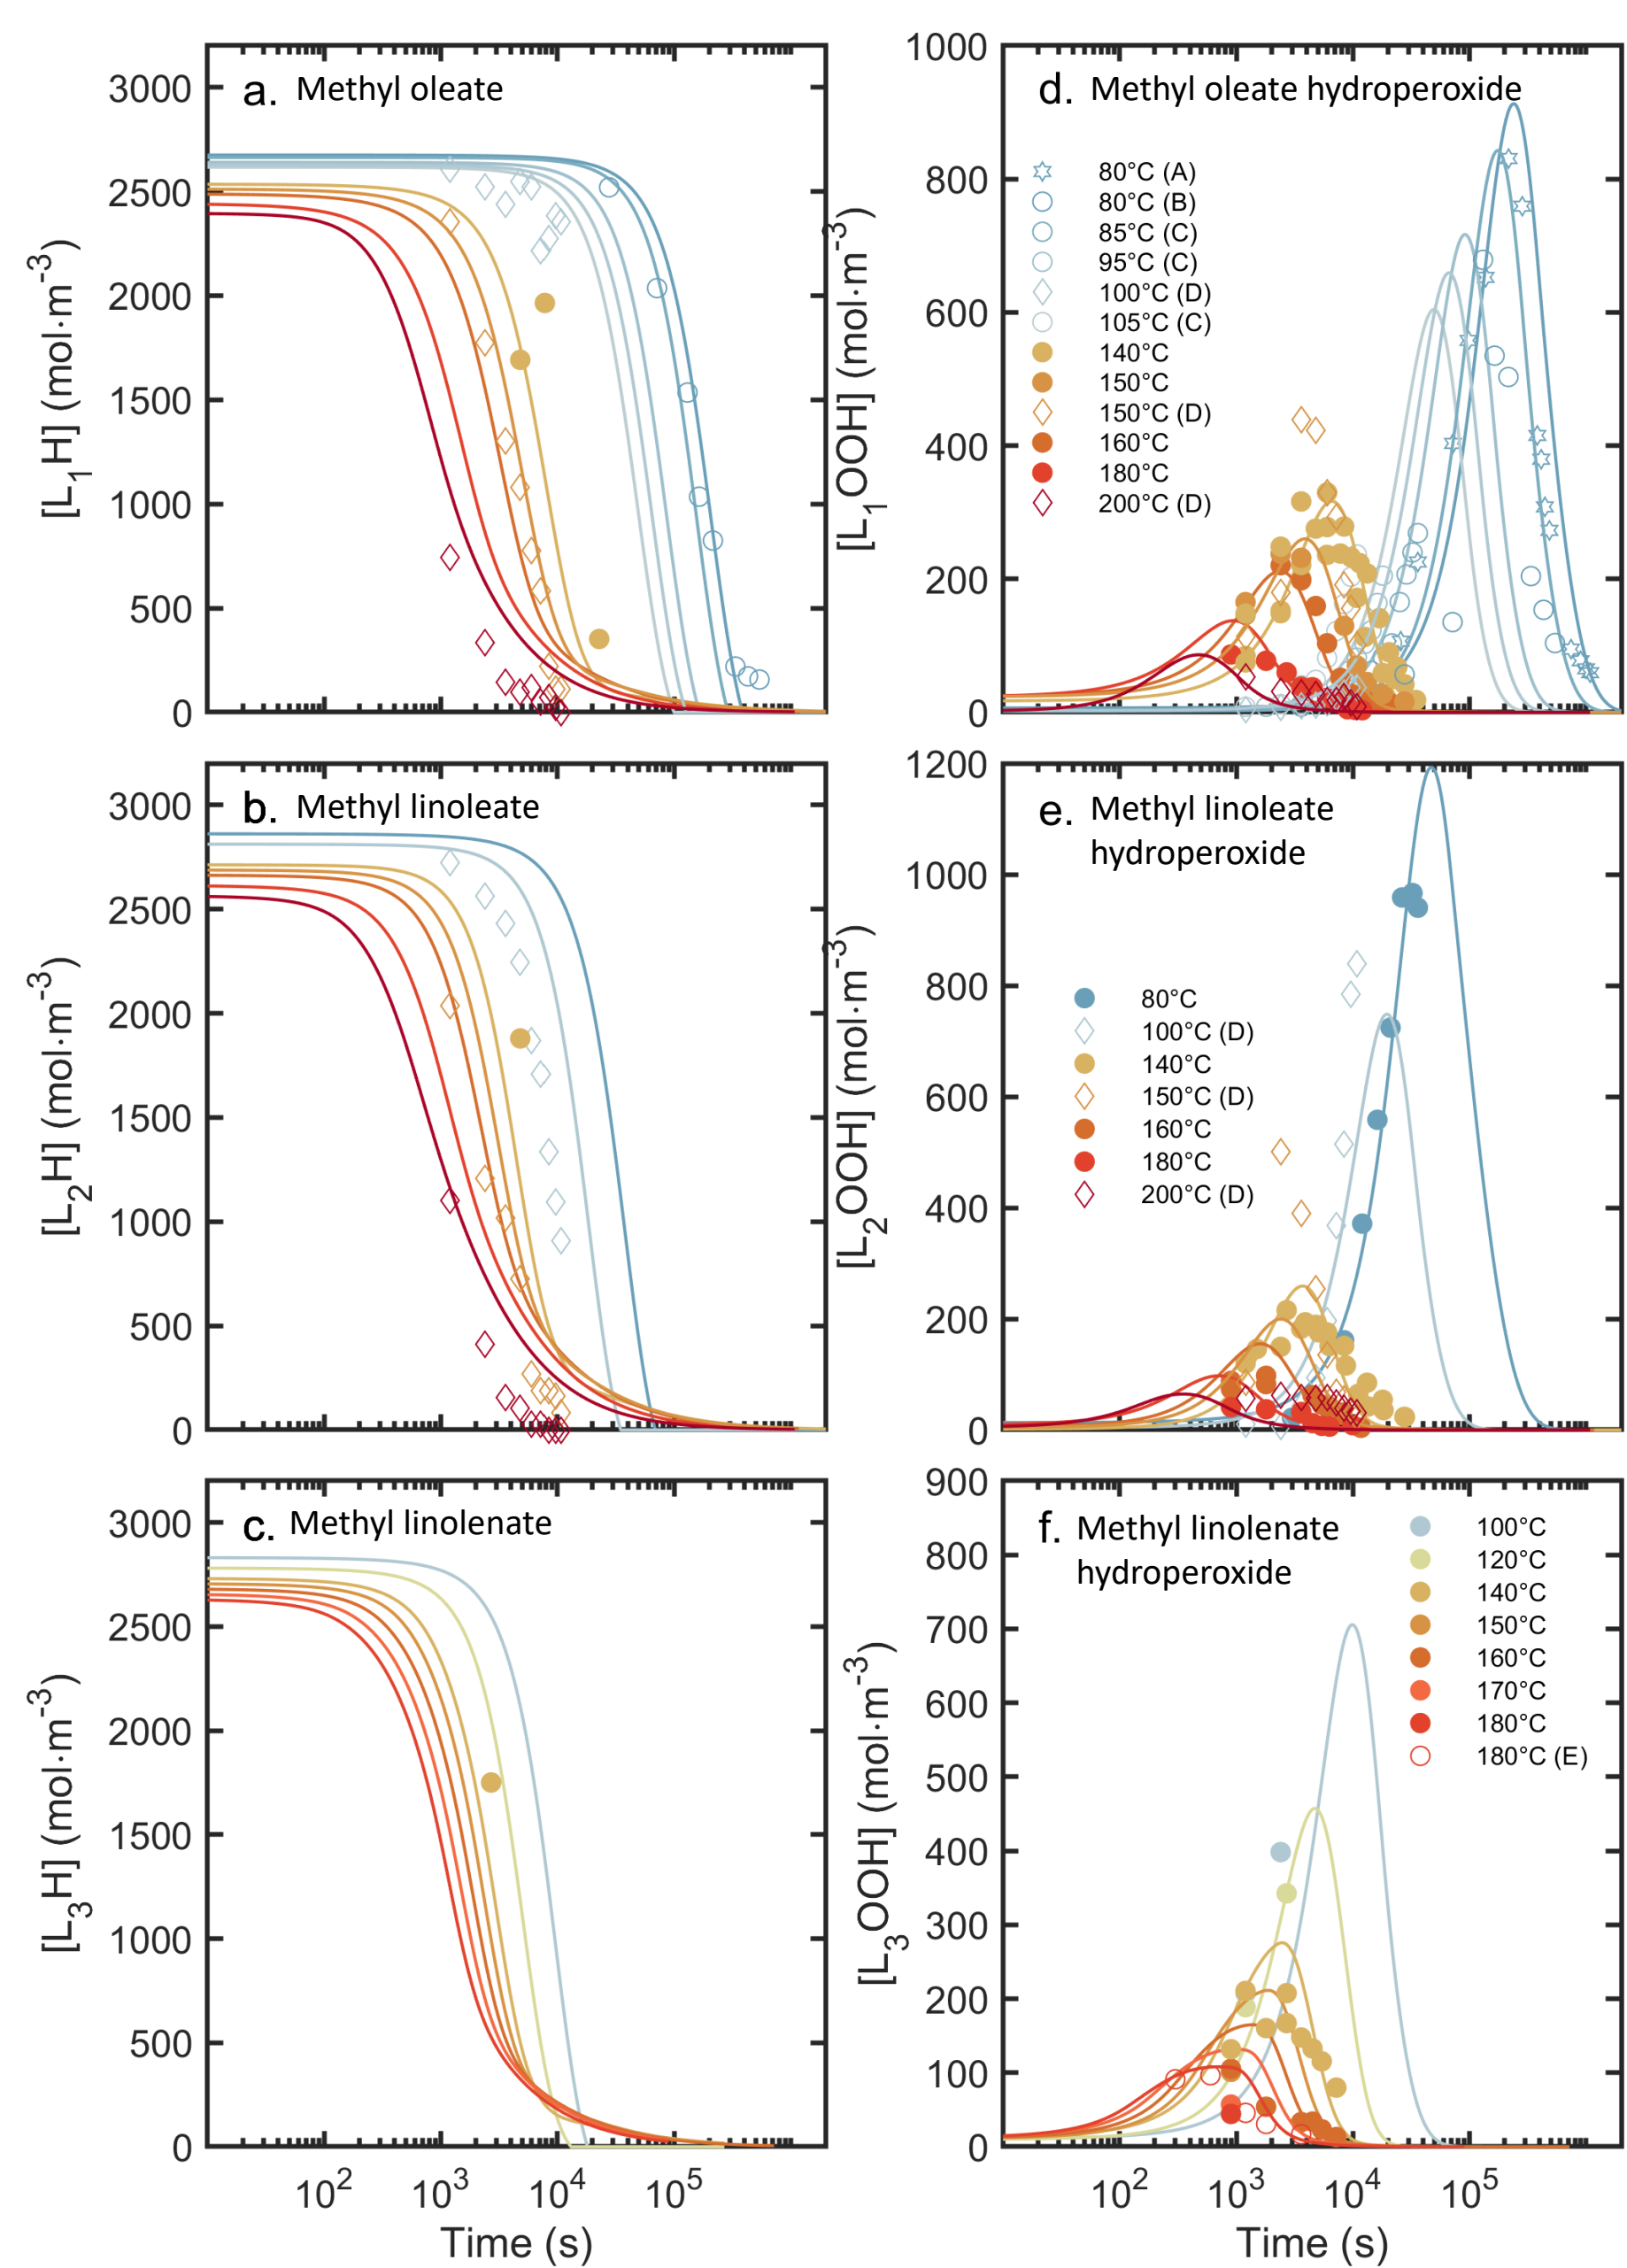 a. Methyl oleate
3000
2500
2000
1500
1000
500
0
[L₁H] (mol·m⁻³)
d. Methyl oleate hydroperoxide
1000
800
600
400
200
0
[L₁OOH] (mol·m⁻³)
80°C (A)
80°C (B)
85°C (C)
95°C (C)
100°C (D)
105°C (C)
140°C
150°C
150°C (D)
160°C
180°C
200°C (D)
b. Methyl linoleate
3000
2500
2000
1500
1000
500
0
[L₂H] (mol·m⁻³)
e. Methyl linoleate
hydroperoxide
1200
1000
800
600
400
200
0
[L₂OOH] (mol·m⁻³)
80°C
100°C (D)
140°C
150°C (D)
160°C
180°C
200°C (D)
c. Methyl linolenate
3000
2500
2000
1500
1000
500
0
[L₃H] (mol·m⁻³)
10² 10³ 10⁴ 10⁵
Time (s)
f. Methyl linolenate
hydroperoxide
900
800
700
600
500
400
300
200
100
0
[L₃OOH] (mol·m⁻³)
100°C
120°C
140°C
150°C
160°C
170°C
180°C
180°C (E)
10² 10³ 10⁴ 10⁵
Time (s)